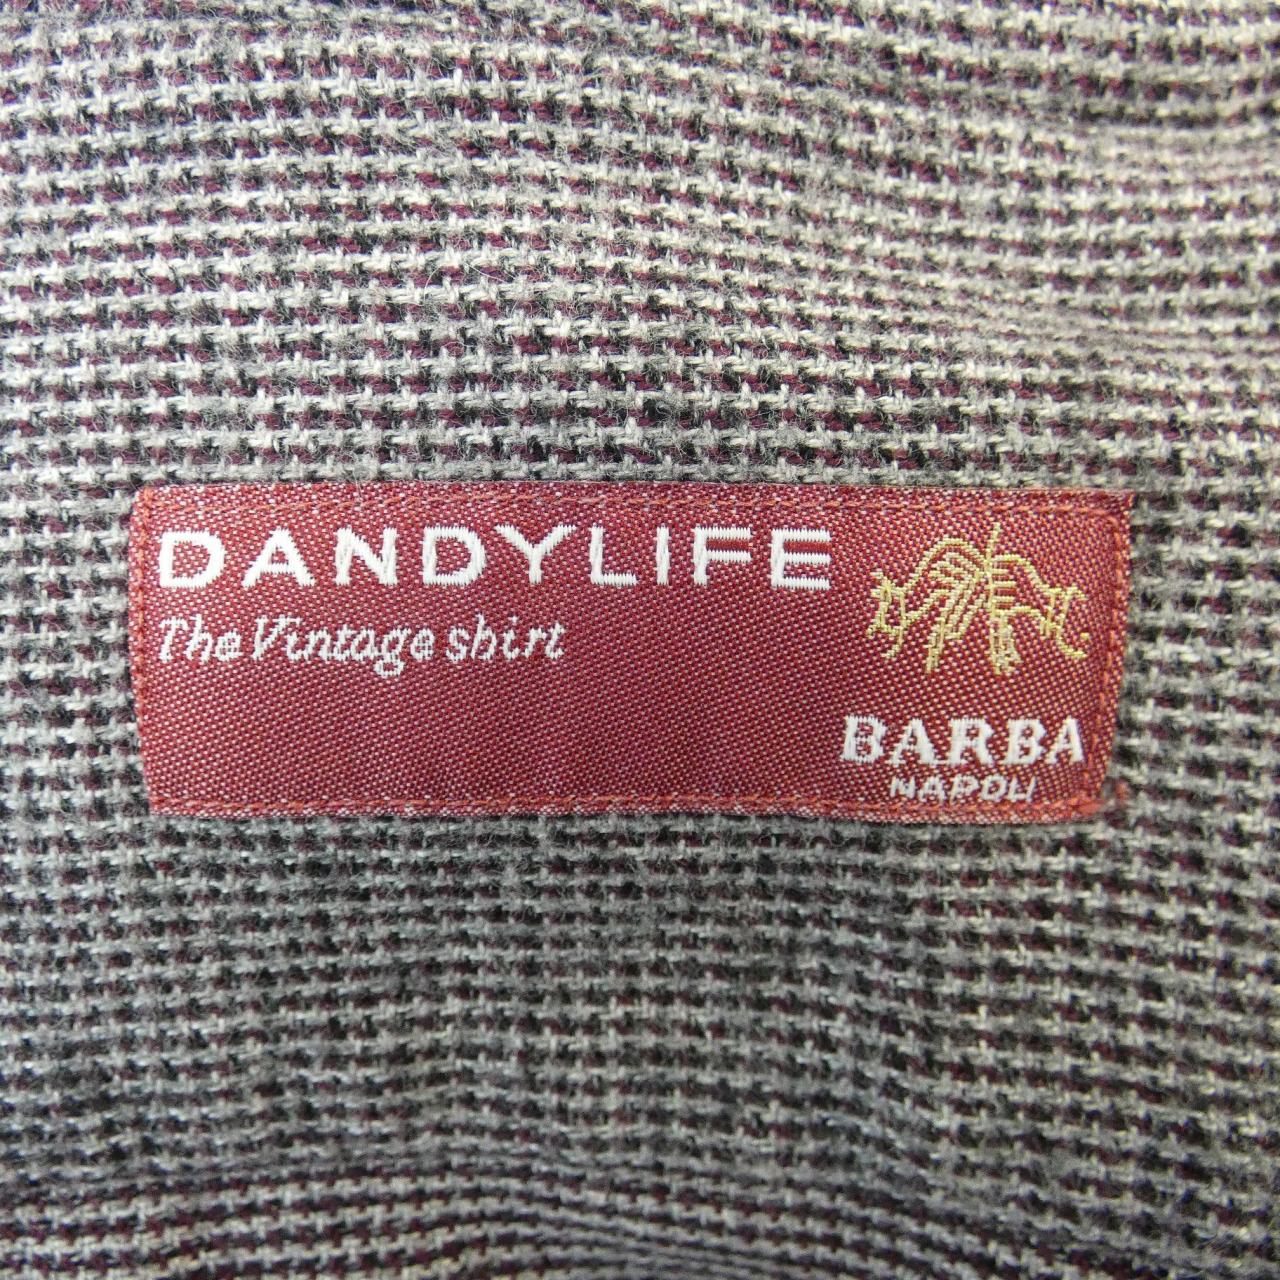 DANDYLIFE
The Vintage shirt
BARBA
NAPOLI